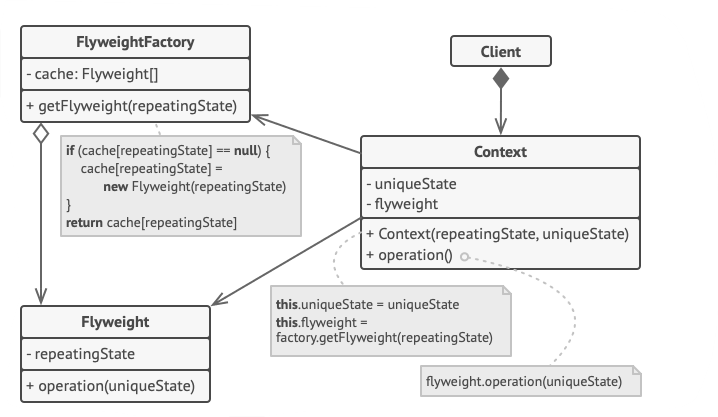 FlyweightFactory
- cache: Flyweight[]
+ getFlyweight(repeatingState)
if (cache[repeatingState] == null) {
cache[repeatingState] =
new Flyweight(repeatingState)
}
return cache[repeatingState]
Client
Context
- uniqueState
- flyweight
+ Context(repeatingState, uniqueState)
+ operation()
this.uniqueState = uniqueState
this.flyweight =
factory.getFlyweight(repeatingState)
flyweight.operation(uniqueState)
Flyweight
- repeatingState
+ operation(uniqueState)